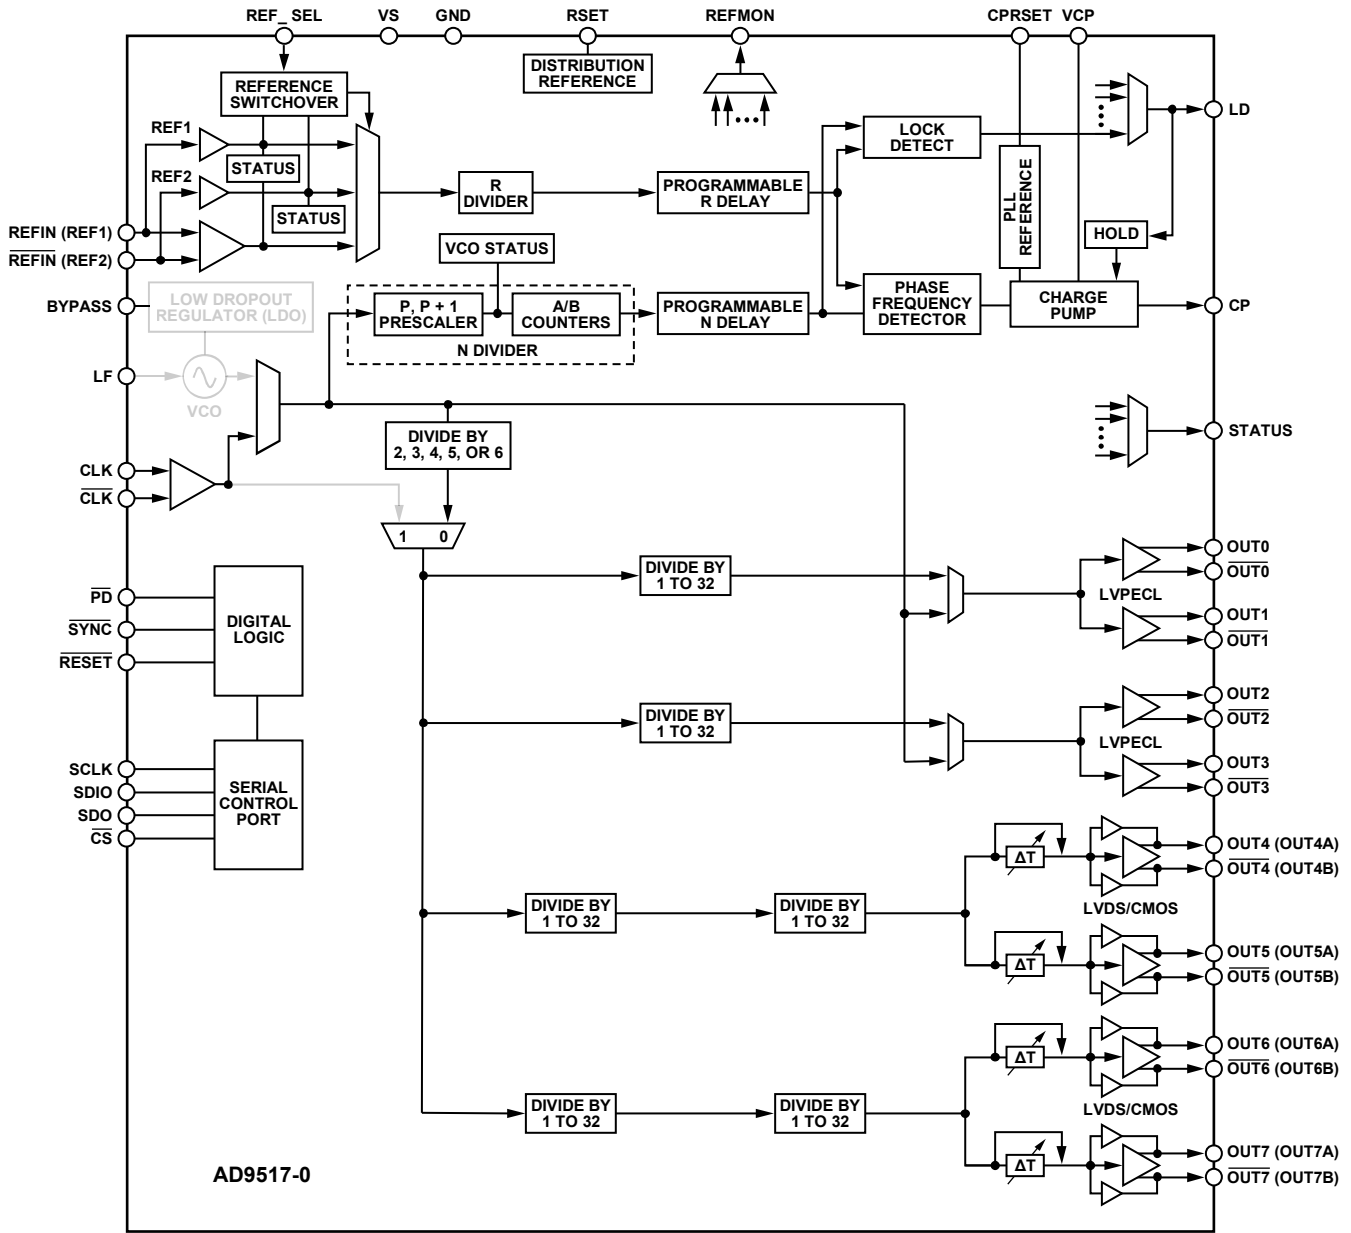 REF_ SEL
VS
GND
RSET
REFMON
CPRSET
VCP
DISTRIBUTION
REFERENCE
REFERENCE
SWITCHOVER
REF1
STATUS
REF2
STATUS
REFIN (REF1)
REFIN (REF2)
BYPASS
LF
CLK
CLK
R
DIVIDER
PROGRAMMABLE
R DELAY
LOCK
DETECT
PLL
REFERENCE
LD
HOLD
VCO STATUS
LOW DROPOUT
REGULATOR (LDO)
VCO
P, P + 1
PRESCALER
A/B
COUNTERS
N DIVIDER
PROGRAMMABLE
N DELAY
PHASE
FREQUENCY
DETECTOR
CHARGE
PUMP
CP
STATUS
DIVIDE BY
2, 3, 4, 5, OR 6
1 0
PD
SYNC
RESET
DIGITAL
LOGIC
SCLK
SDIO
SDO
CS
SERIAL
CONTROL
PORT
DIVIDE BY
1 TO 32
LVPECL
OUT0
OUT0
OUT1
OUT1
DIVIDE BY
1 TO 32
LVPECL
OUT2
OUT2
OUT3
OUT3
DIVIDE BY
1 TO 32
DIVIDE BY
1 TO 32
ΔT
ΔT
LVDS/CMOS
OUT4 (OUT4A)
OUT4 (OUT4B)
OUT5 (OUT5A)
OUT5 (OUT5B)
DIVIDE BY
1 TO 32
DIVIDE BY
1 TO 32
ΔT
ΔT
LVDS/CMOS
OUT6 (OUT6A)
OUT6 (OUT6B)
OUT7 (OUT7A)
OUT7 (OUT7B)
AD9517-0